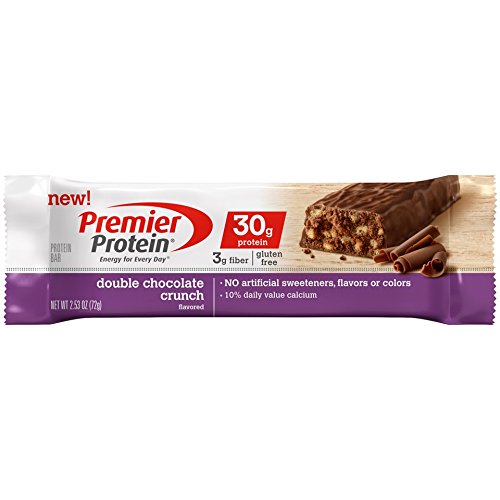 new!
Premier
Protein®
Energy for Every Day®
PROTEIN
BAR
30g
protein
3g fiber
gluten
free
double chocolate
crunch
flavored
• NO artificial sweeteners, flavors or colors
• 10% daily value calcium
NET WT 2.53 OZ (72g)